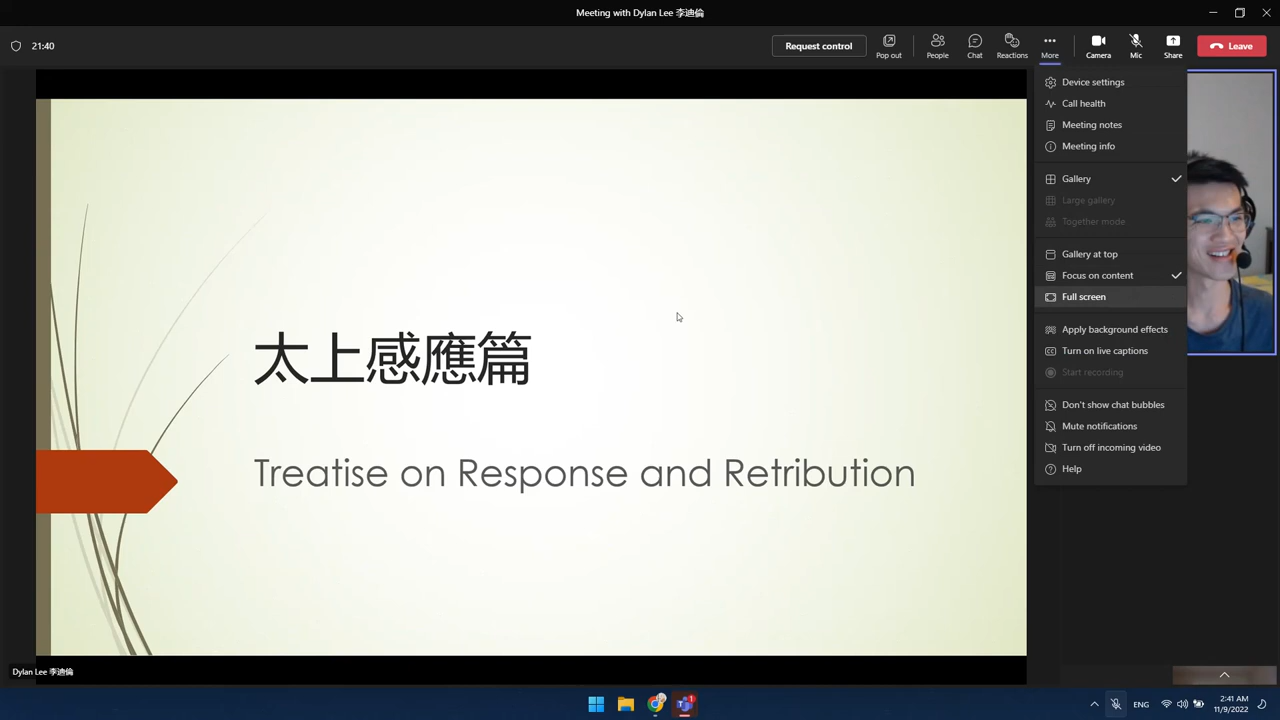 Meeting with Dylan Lee 李迪倫
21:40
Request control
Pop out
People
Chat
Reactions
More
Camera
Mic
Share
Leave
Device settings
Call health
Meeting notes
Meeting info
Gallery
Large gallery
Together mode
Gallery at top
Focus on content
Full screen
Apply background effects
Turn on live captions
Start recording
Don't show chat bubbles
Mute notifications
Turn off incoming video
Help
太上感應篇
Treatise on Response and Retribution
Dylan Lee 李迪倫
1
ENG
2:41 AM
11/9/2022